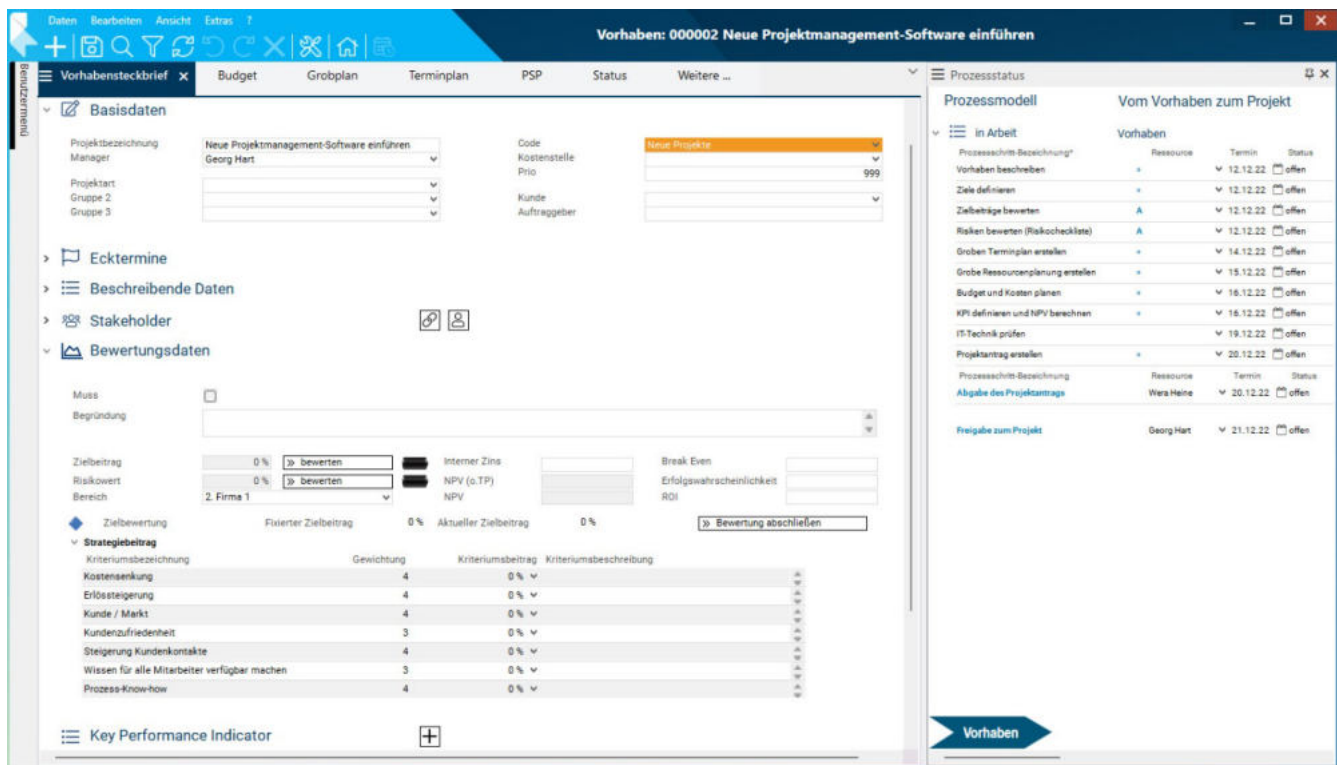 Daten Bearbeiten Ansicht Extras ?
Vorhaben: 000002 Neue Projektmanagement-Software einführen
Benutzermenü
Vorhabensteckbrief Budget Grobplan Terminplan PSP Status Weitere ...
Basisdaten
Projektbezeichnung Neue Projektmanagement-Software einführen Code Neue Projekte
Manager Georg Hart Kostenstelle
Prio 999
Projektart
Gruppe 2 Kunde
Gruppe 3 Auftraggeber
Ecktermine
Beschreibende Daten
Stakeholder
Bewertungsdaten
Muss
Begründung
Zielbeitrag 0 % » bewerten Interner Zins Break Even
Risikowert 0 % » bewerten NPV (o.TP) Erfolgswahrscheinlichkeit
Bereich 2. Firma 1 NPV ROI
Zielbewertung Fixierter Zielbeitrag 0 % Aktueller Zielbeitrag 0 % » Bewertung abschließen
Strategiebeitrag
Kriteriumsbezeichnung Gewichtung Kriteriumsbeitrag Kriteriumsbeschreibung
Kostensenkung 4 0 %
Erlössteigerung 4 0 %
Kunde / Markt 4 0 %
Kundenzufriedenheit 3 0 %
Steigerung Kundenkontakte 4 0 %
Wissen für alle Mitarbeiter verfügbar machen 3 0 %
Prozess-Know-how 4 0 %
Key Performance Indicator
Prozessstatus
Prozessmodell Vom Vorhaben zum Projekt
in Arbeit Vorhaben
Prozessschritt-Bezeichnung* Ressource Termin Status
Vorhaben beschreiben * 12.12.22 offen
Ziele definieren * 12.12.22 offen
Zielbeiträge bewerten A 12.12.22 offen
Risiken bewerten (Risikocheckliste) A 12.12.22 offen
Groben Terminplan erstellen * 14.12.22 offen
Grobe Ressourcenplanung erstellen * 15.12.22 offen
Budget und Kosten planen * 16.12.22 offen
KPI definieren und NPV berechnen * 16.12.22 offen
IT-Technik prüfen 19.12.22 offen
Projektantrag erstellen * 20.12.22 offen
Prozessschritt-Bezeichnung Ressource Termin Status
Abgabe des Projektantrags Wera Heine 20.12.22 offen
Freigabe zum Projekt Georg Hart 21.12.22 offen
Vorhaben